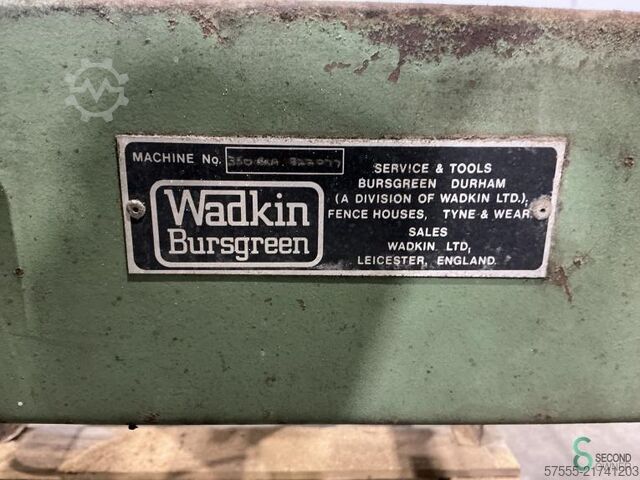 MACHINE No.
Wadkin
Bursgreen
SERVICE & TOOLS
BURSGREEN DURHAM
(A DIVISION OF WADKIN LTD.),
FENCE HOUSES, TYNE & WEAR
SALES
WADKIN. LTD,
LEICESTER, ENGLAND.
SECOND
OWNER
57555-21741203